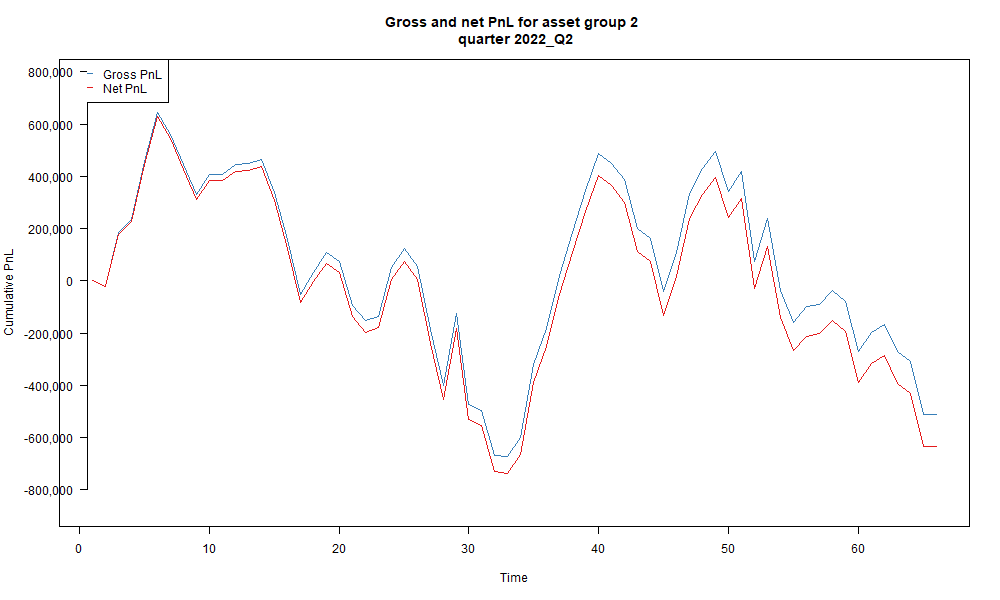 Gross and net PnL for asset group 2
quarter 2022_Q2
Gross PnL
Net PnL
800,000
600,000
400,000
200,000
0
-200,000
-400,000
-600,000
-800,000
Cumulative PnL
0 10 20 30 40 50 60
Time